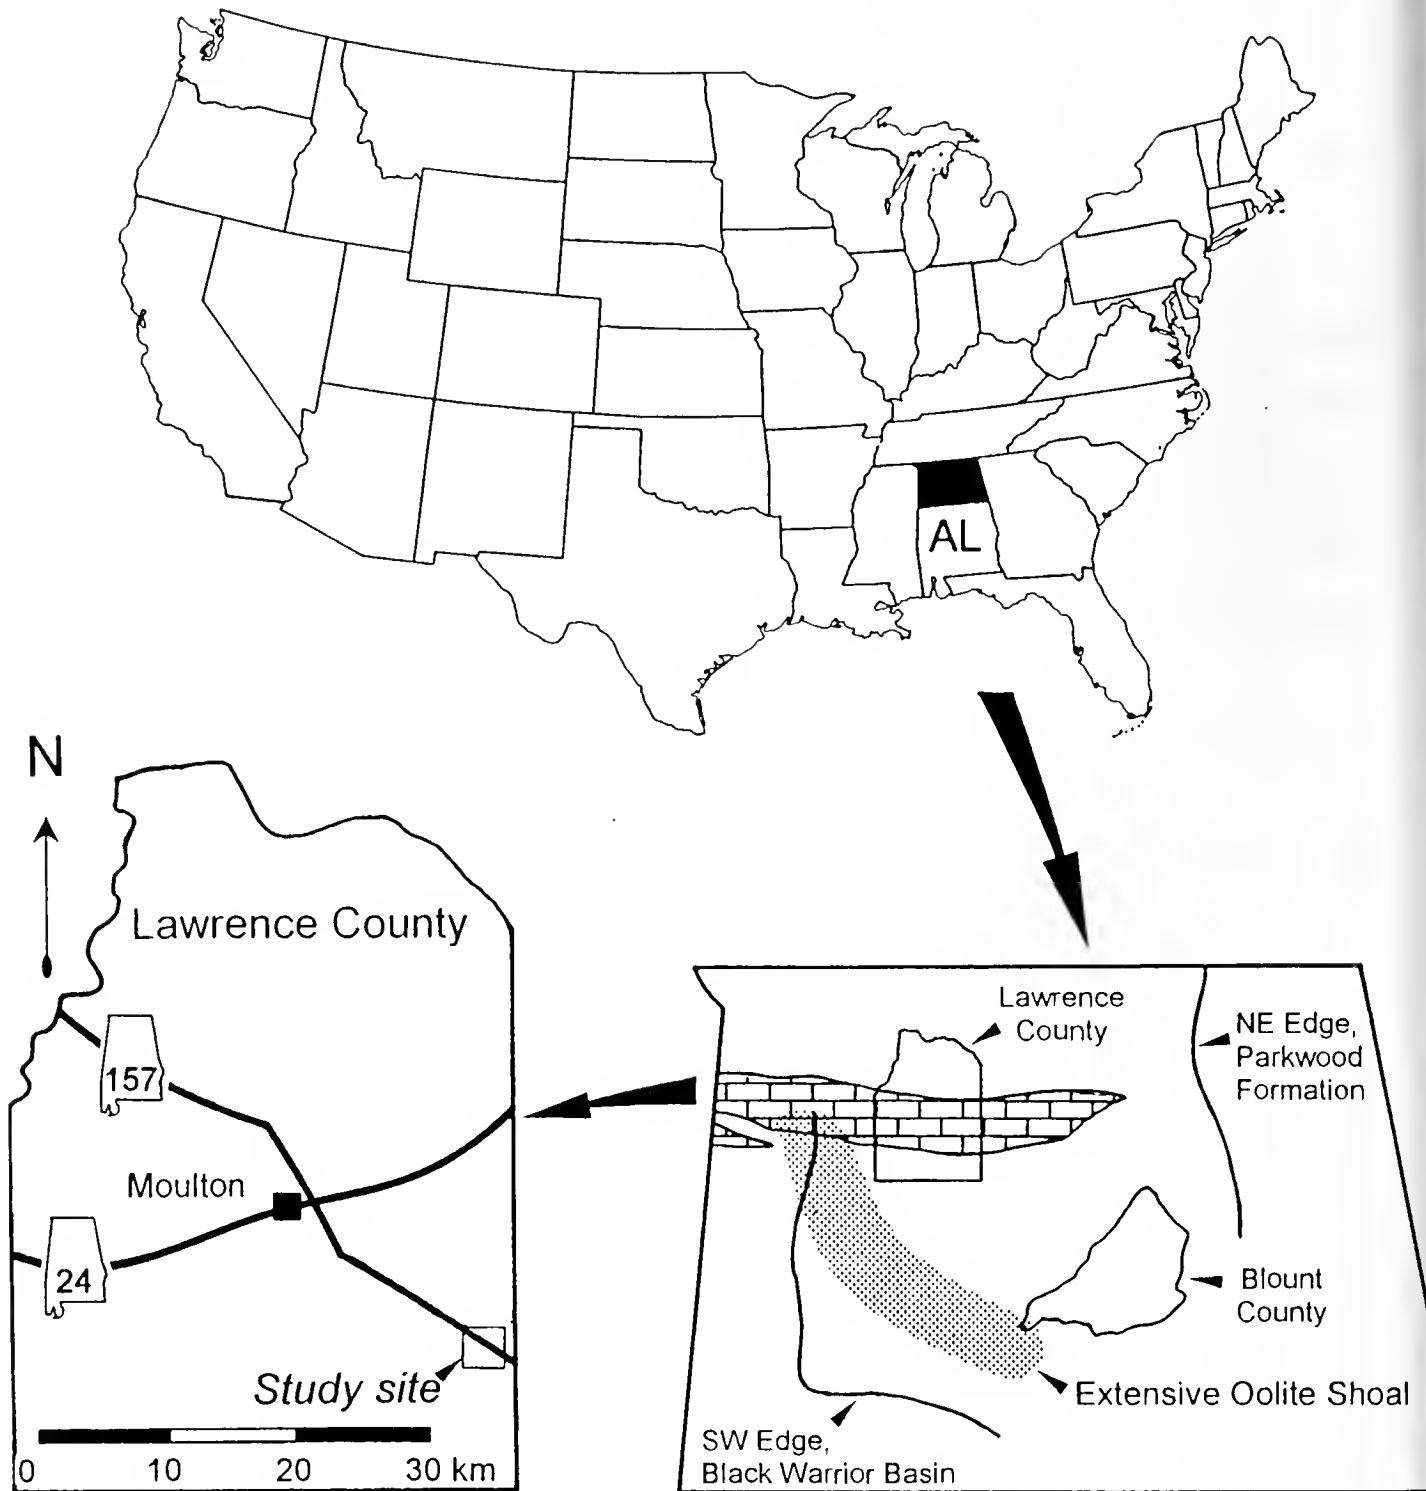 AL
N
Lawrence County
157
Moulton
24
Study site
0 10 20 30 km
Lawrence
County
NE Edge,
Parkwood
Formation
Blount
County
Extensive Oolite Shoal
SW Edge,
Black Warrior Basin